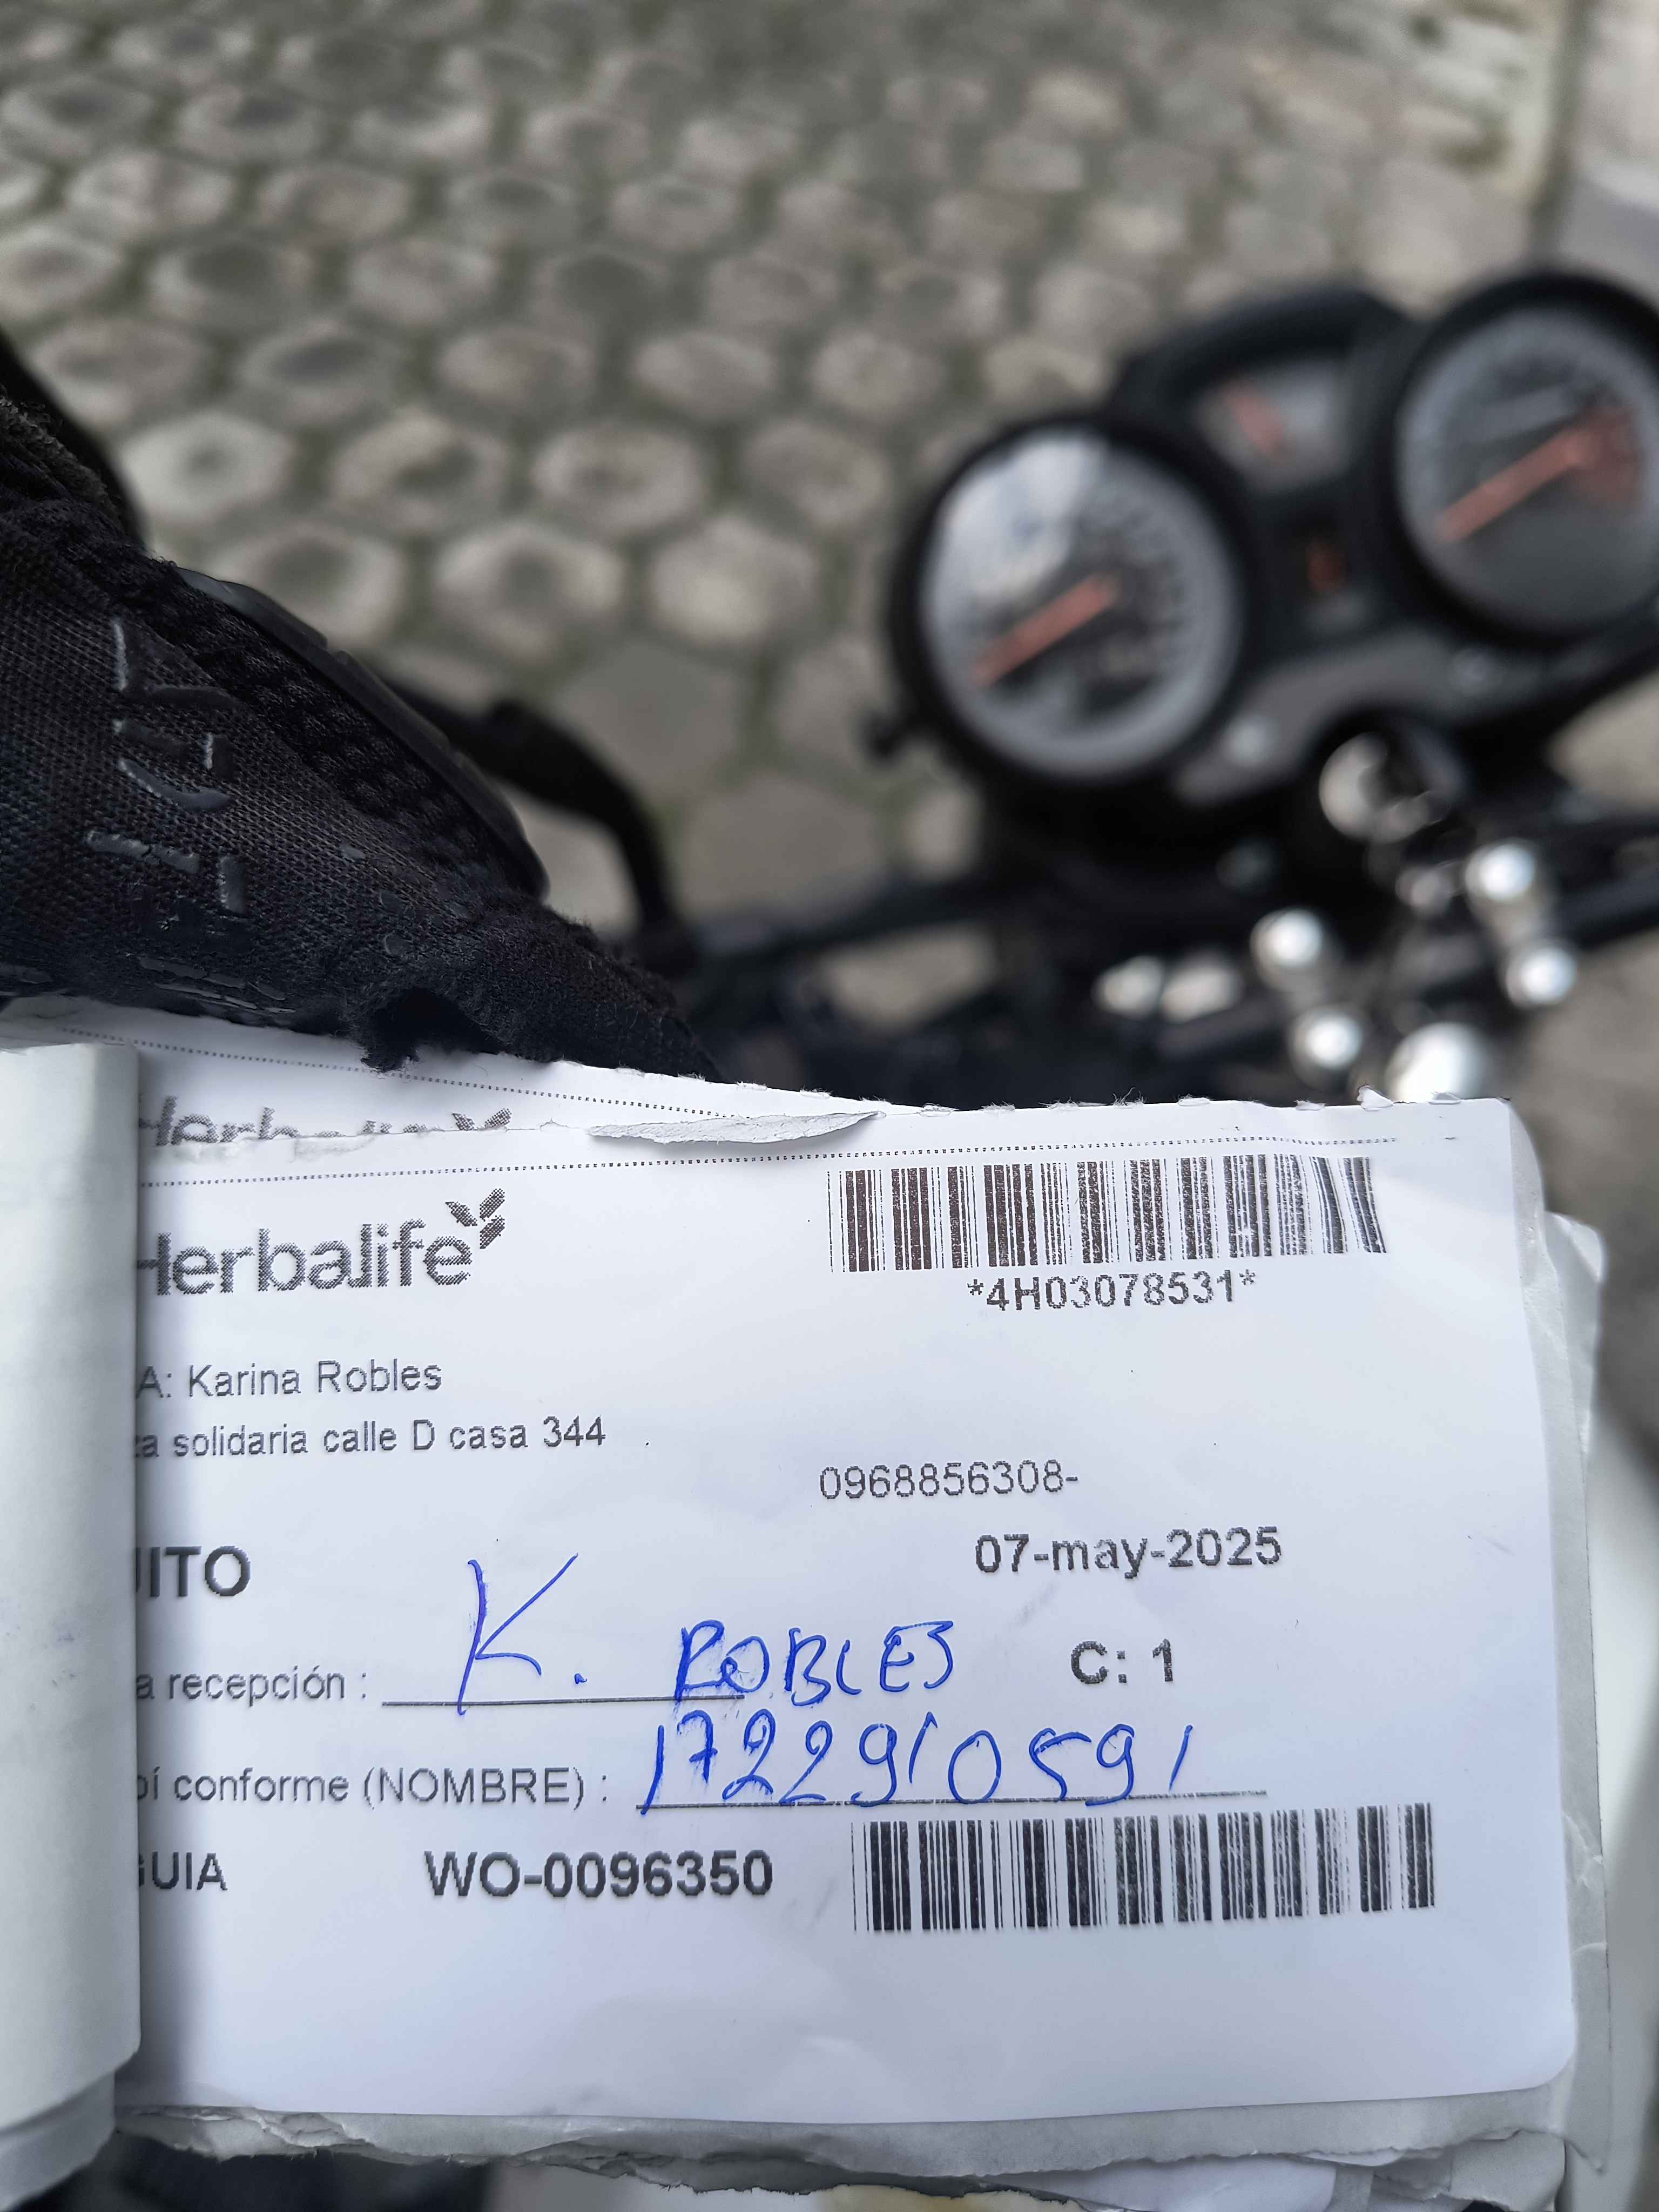 Herbalife
*4H03078531*
A: Karina Robles
solidaria calle D casa 344
0968856308-
07-may-2025
ITO
a recepción : K. ROBLES
C: 1
conforme (NOMBRE) : 1722910591
UIA WO-0096350